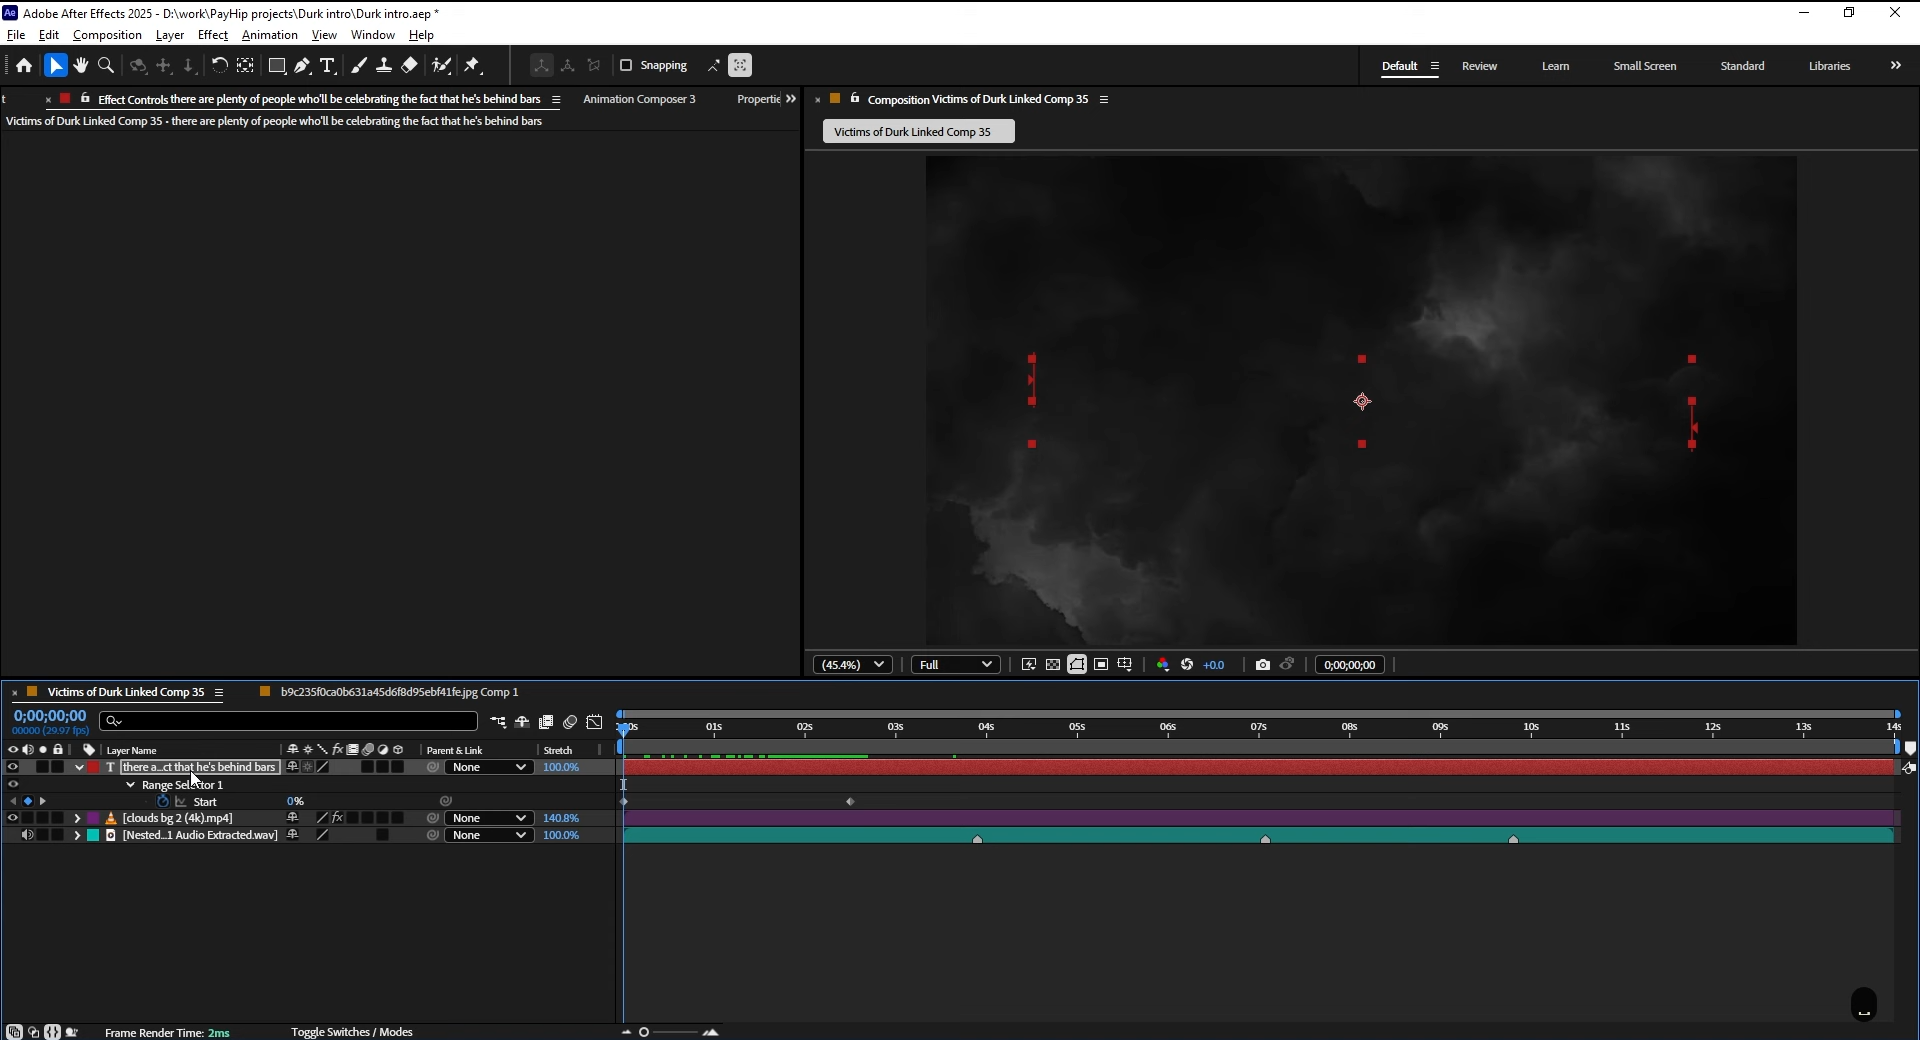 Ae Adobe After Effects 2025 - D:\work\PayHip projects\Durk intro\Durk intro.aep *
File Edit Composition Layer Effect Animation View Window Help
T Snapping Default Review Learn Small Screen Standard Libraries
t × Effect Controls there are plenty of people who'll be celebrating the fact that he's behind bars Animation Composer 3 Propertie
× Composition Victims of Durk Linked Comp 35
Victims of Durk Linked Comp 35 • there are plenty of people who'll be celebrating the fact that he's behind bars
Victims of Durk Linked Comp 35
(45.4%) Full +0.0 0;00;00;00
× Victims of Durk Linked Comp 35 b9c235f0ca0b631a45d6f8d95ebf41fe.jpg Comp 1
0;00;00;00
00000 (29.97 fps)
:00s 01s 02s 03s 04s 05s 06s 07s 08s 09s 10s 11s 12s 13s 14s
Layer Name fx Parent & Link Stretch
T there a...ct that he's behind bars None 100.0%
Range Selector 1
Start 0%
[clouds bg 2 (4k).mp4] fx None 140.8%
[Nested...1 Audio Extracted.wav] None 100.0%
Frame Render Time: 2ms Toggle Switches / Modes